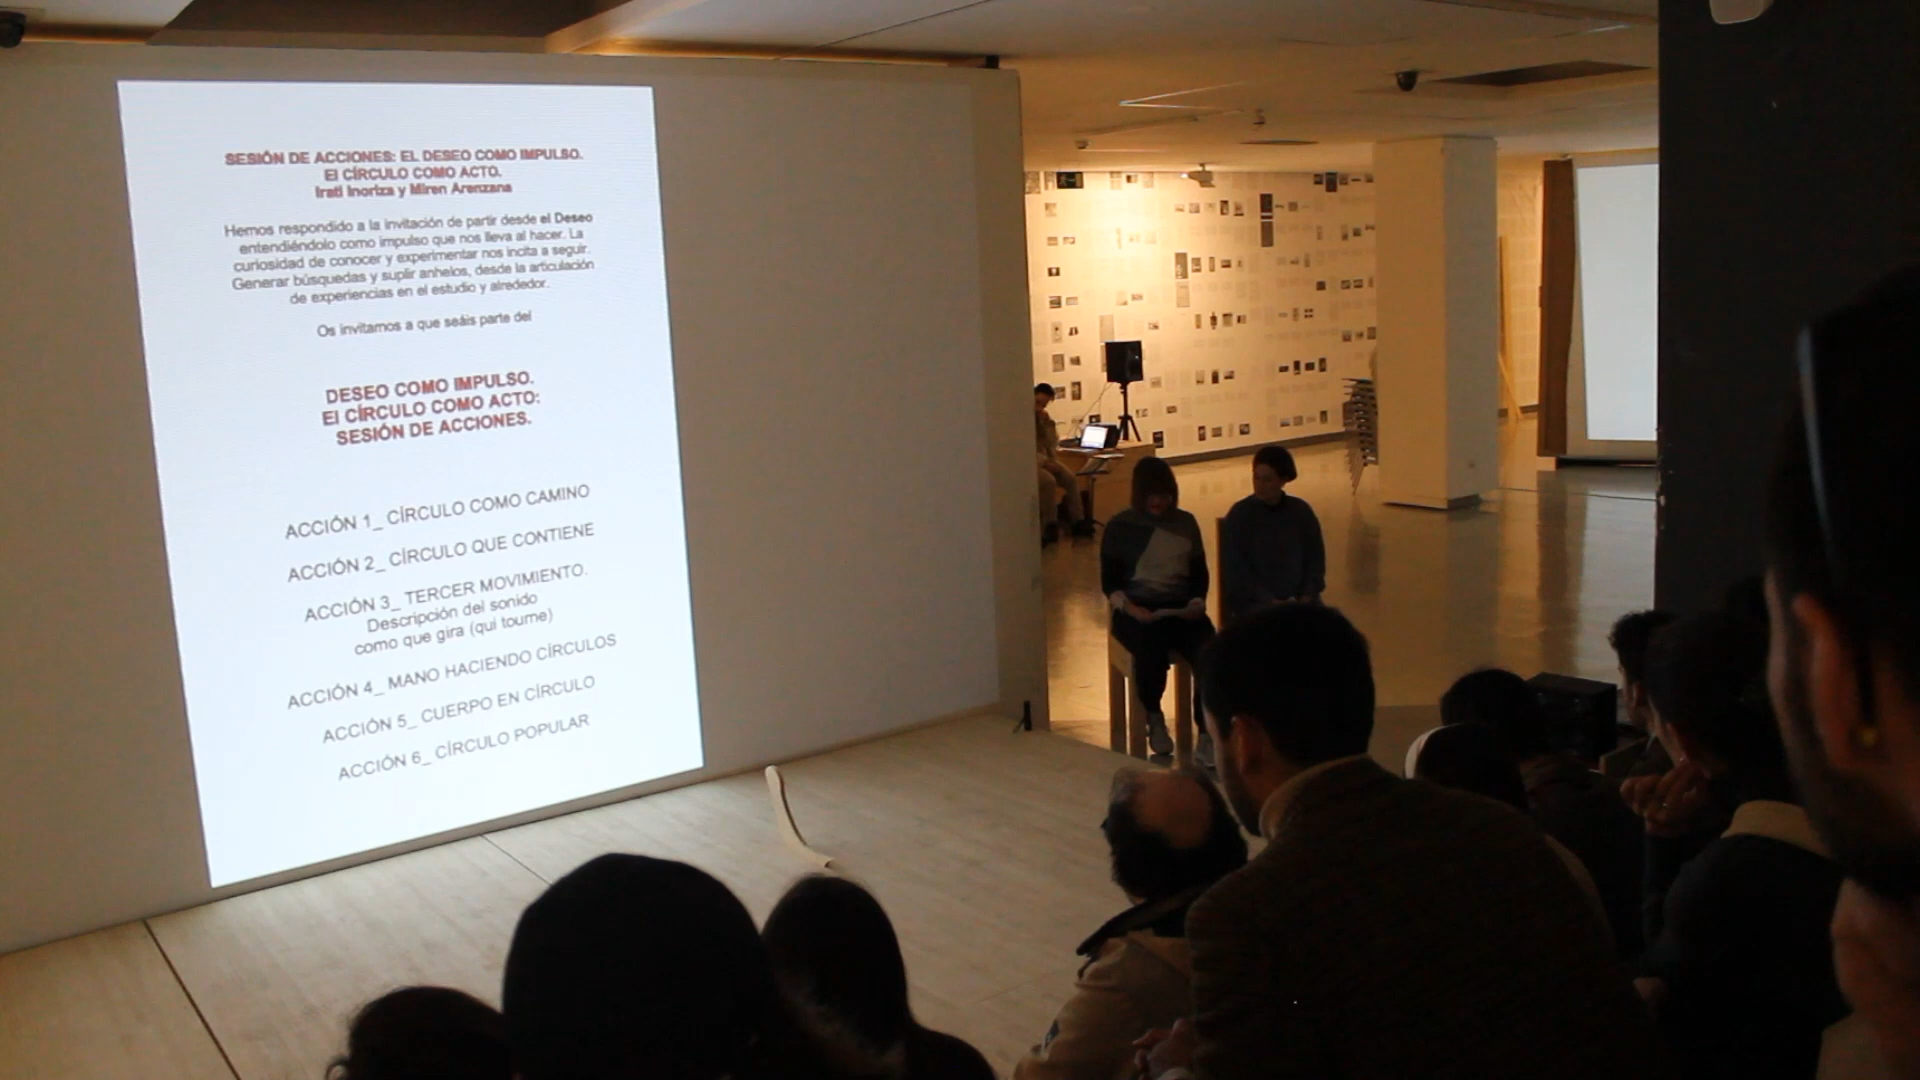 SESIÓN DE ACCIONES: EL DESEO COMO IMPULSO.
El CÍRCULO COMO ACTO.
Irati Inoriza y Miren Arenzana
Hemos respondido a la invitación de partir desde el Deseo
entendiéndolo como impulso que nos lleva al hacer. La
curiosidad de conocer y experimentar nos incita a seguir.
Generar búsquedas y suplir anhelos, desde la articulación
de experiencias en el estudio y alrededor.
Os invitamos a que seáis parte del
DESEO COMO IMPULSO.
El CÍRCULO COMO ACTO:
SESIÓN DE ACCIONES.
ACCIÓN 1_ CÍRCULO COMO CAMINO
ACCIÓN 2_ CÍRCULO QUE CONTIENE
ACCIÓN 3_ TERCER MOVIMIENTO.
Descripción del sonido
como que gira (qui tourne)
ACCIÓN 4_ MANO HACIENDO CÍRCULOS
ACCIÓN 5_ CUERPO EN CÍRCULO
ACCIÓN 6_ CÍRCULO POPULAR